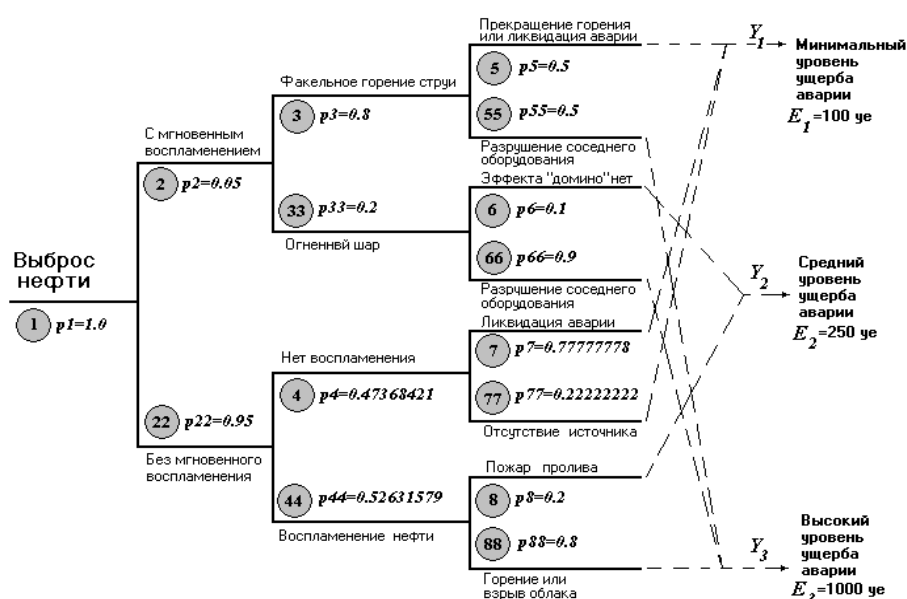 Прекращение горения
или ликвидация аварии
5 p5=0.5
55 p55=0.5
Разрушение соседнего
оборудования
Факельное горение струи
3 p3=0.8
33 p33=0.2
Огненнвй шар
Эффекта "домино"нет
6 p6=0.1
66 p66=0.9
Разрушение соседнего
оборудования
С мгновенным
воспламенением
2 p2=0.05
Выброс
нефти
1 p1=1.0
22 p22=0.95
Без мгновенного
воспламенения
Нет воспламенения
4 p4=0.47368421
44 p44=0.52631579
Воспламенение нефти
Ликвидация аварии
7 p7=0.77777778
77 p77=0.22222222
Отсутствие источника
Пожар пролива
8 p8=0.2
88 p88=0.8
Горение или
взрыв облака
Y1
Минимальный
уровень
ущерба
аварии
E1=100 уе
Y2
Средний
уровень
ущерба
аварии
E2=250 уе
Y3
Высокий
уровень
ущерба
аварии
=1000 уе